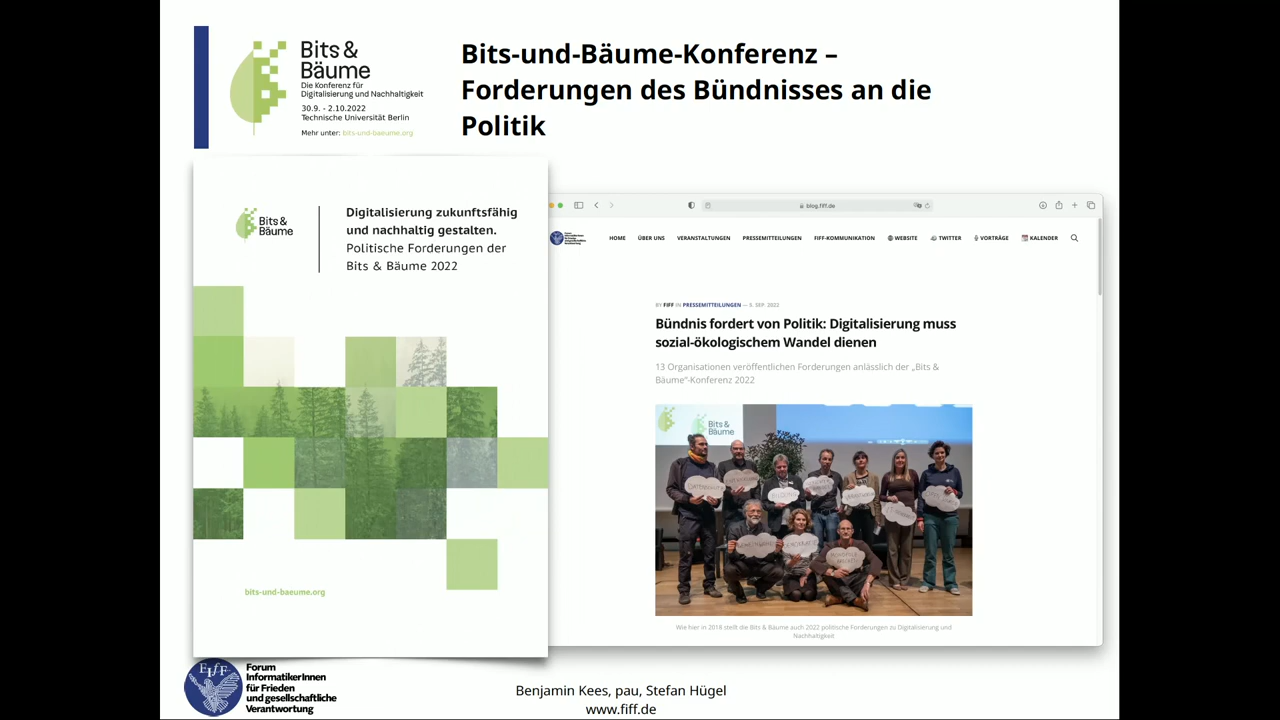 Bits &
Bäume
Die Konferenz für
Digitalisierung und Nachhaltigkeit
30.9. - 2.10.2022
Technische Universität Berlin
Mehr unter: bits-und-baeume.org
Bits-und-Bäume-Konferenz –
Forderungen des Bündnisses an die
Politik
Bits &
Bäume
Digitalisierung zukunftsfähig
und nachhaltig gestalten.
Politische Forderungen der
Bits & Bäume 2022
bits-und-baeume.org
blog.fiff.de
HOME ÜBER UNS VERANSTALTUNGEN PRESSEMITTEILUNGEN FIFF-KOMMUNIKATION WEBSITE TWITTER VORTRÄGE KALENDER
BY FIFF IN PRESSEMITTEILUNGEN — 5. SEP 2022
Bündnis fordert von Politik: Digitalisierung muss
sozial-ökologischem Wandel dienen
13 Organisationen veröffentlichen Forderungen anlässlich der „Bits &
Bäume“-Konferenz 2022
Bits &
Bäume
Wie hier in 2018 stellt die Bits & Bäume auch 2022 politische Forderungen zu Digitalisierung und
Nachhaltigkeit
FIfF
Forum
InformatikerInnen
für Frieden
und gesellschaftliche
Verantwortung
Benjamin Kees, pau, Stefan Hügel
www.fiff.de